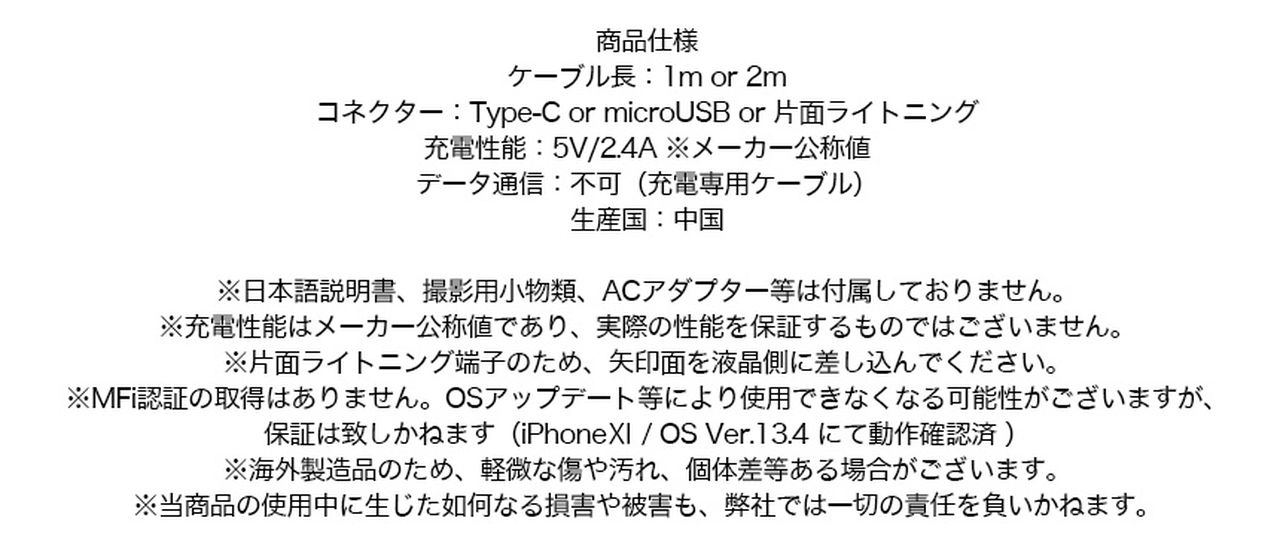 商品仕様
ケーブル長：1m or 2m
コネクター：Type-C or microUSB or 片面ライトニング
充電性能：5V/2.4A ※メーカー公称値
データ通信：不可（充電専用ケーブル）
生産国：中国
※日本語説明書、撮影用小物類、ACアダプター等は付属しておりません。
※充電性能はメーカー公称値であり、実際の性能を保証するものではございません。
※片面ライトニング端子のため、矢印面を液晶側に差し込んでください。
※MFi認証の取得はありません。OSアップデート等により使用できなくなる可能性がございますが、
保証は致しかねます（iPhoneXI / OS Ver.13.4 にて動作確認済 ）
※海外製造品のため、軽微な傷や汚れ、個体差等ある場合がございます。
※当商品の使用中に生じた如何なる損害や被害も、弊社では一切の責任を負いかねます。